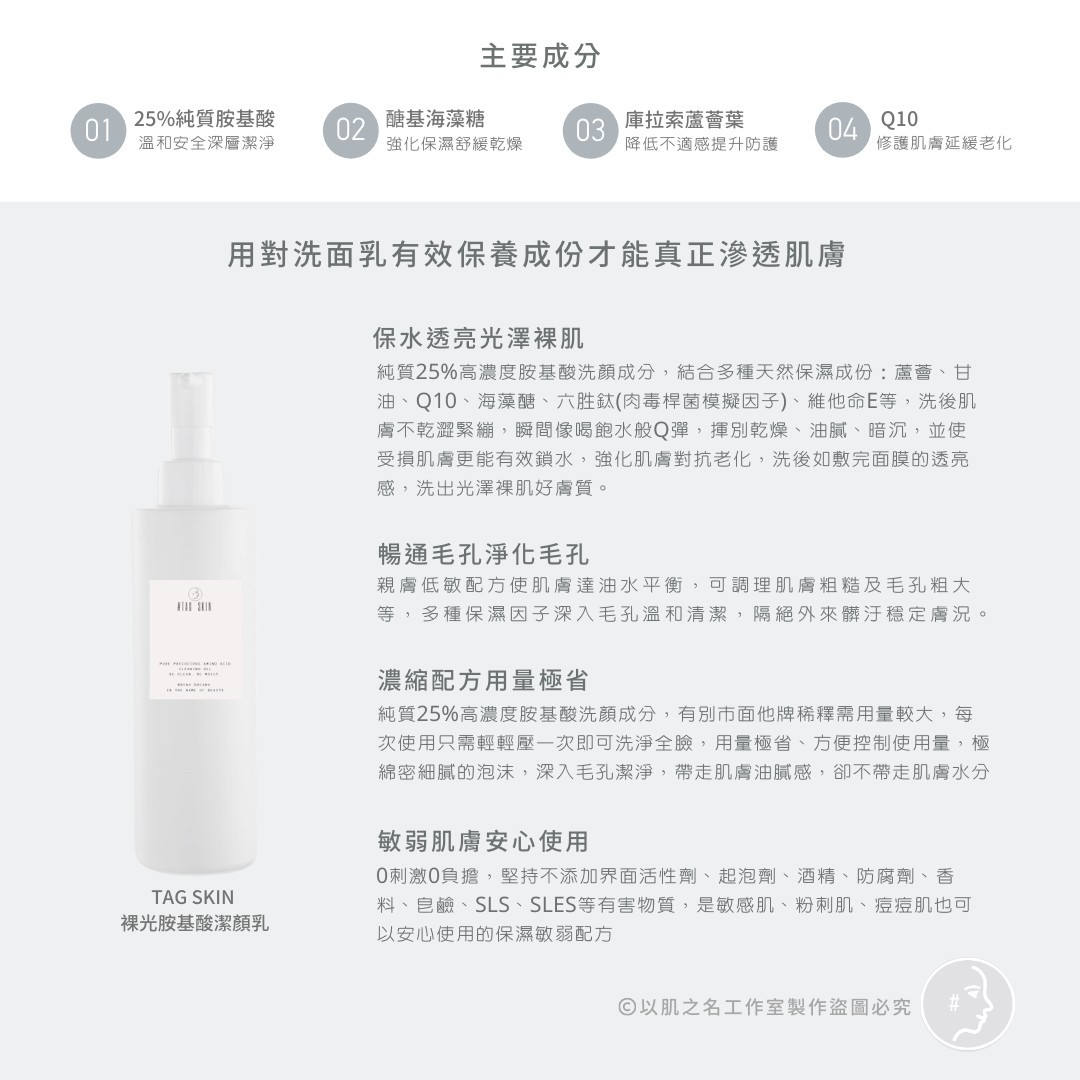 主要成分
01
25%純質胺基酸
溫和安全深層潔淨
02
醣基海藻糖
強化保濕舒緩乾燥
03
庫拉索蘆薈葉
降低不適感提升防護
04
Q10
修護肌膚延緩老化
用對洗面乳有效保養成份才能真正滲透肌膚
保水透亮光澤裸肌
純質25%高濃度胺基酸洗顏成分，結合多種天然保濕成份：蘆薈、甘
油、Q10、海藻醣、六胜鈦(肉毒桿菌模擬因子)、維他命E等，洗後肌
膚不乾澀緊繃，瞬間像喝飽水般Q彈，揮別乾燥、油膩、暗沉，並使
受損肌膚更能有效鎖水，強化肌膚對抗老化，洗後如敷完面膜的透亮
感，洗出光澤裸肌好膚質。
暢通毛孔淨化毛孔
親膚低敏配方使肌膚達油水平衡，可調理肌膚粗糙及毛孔粗大
等，多種保濕因子深入毛孔溫和清潔，隔絕外來髒汙穩定膚況。
濃縮配方用量極省
純質25%高濃度胺基酸洗顏成分，有別市面他牌稀釋需用量較大，每
次使用只需輕輕壓一次即可洗淨全臉，用量極省、方便控制使用量，極
綿密細膩的泡沫，深入毛孔潔淨，帶走肌膚油膩感，卻不帶走肌膚水分
敏弱肌膚安心使用
0刺激0負擔，堅持不添加界面活性劑、起泡劑、酒精、防腐劑、香
料、皂鹼、SLS、SLES等有害物質，是敏感肌、粉刺肌、痘痘肌也可
以安心使用的保濕敏弱配方
#TAG SKIN
PURE PRECIOUS AMINO ACID
CLEANING GEL
BE CLEAN, BE MOIST
IN THE NAME OF BEAUTY
TAG SKIN
裸光胺基酸潔顏乳
©以肌之名工作室製作盜圖必究
#